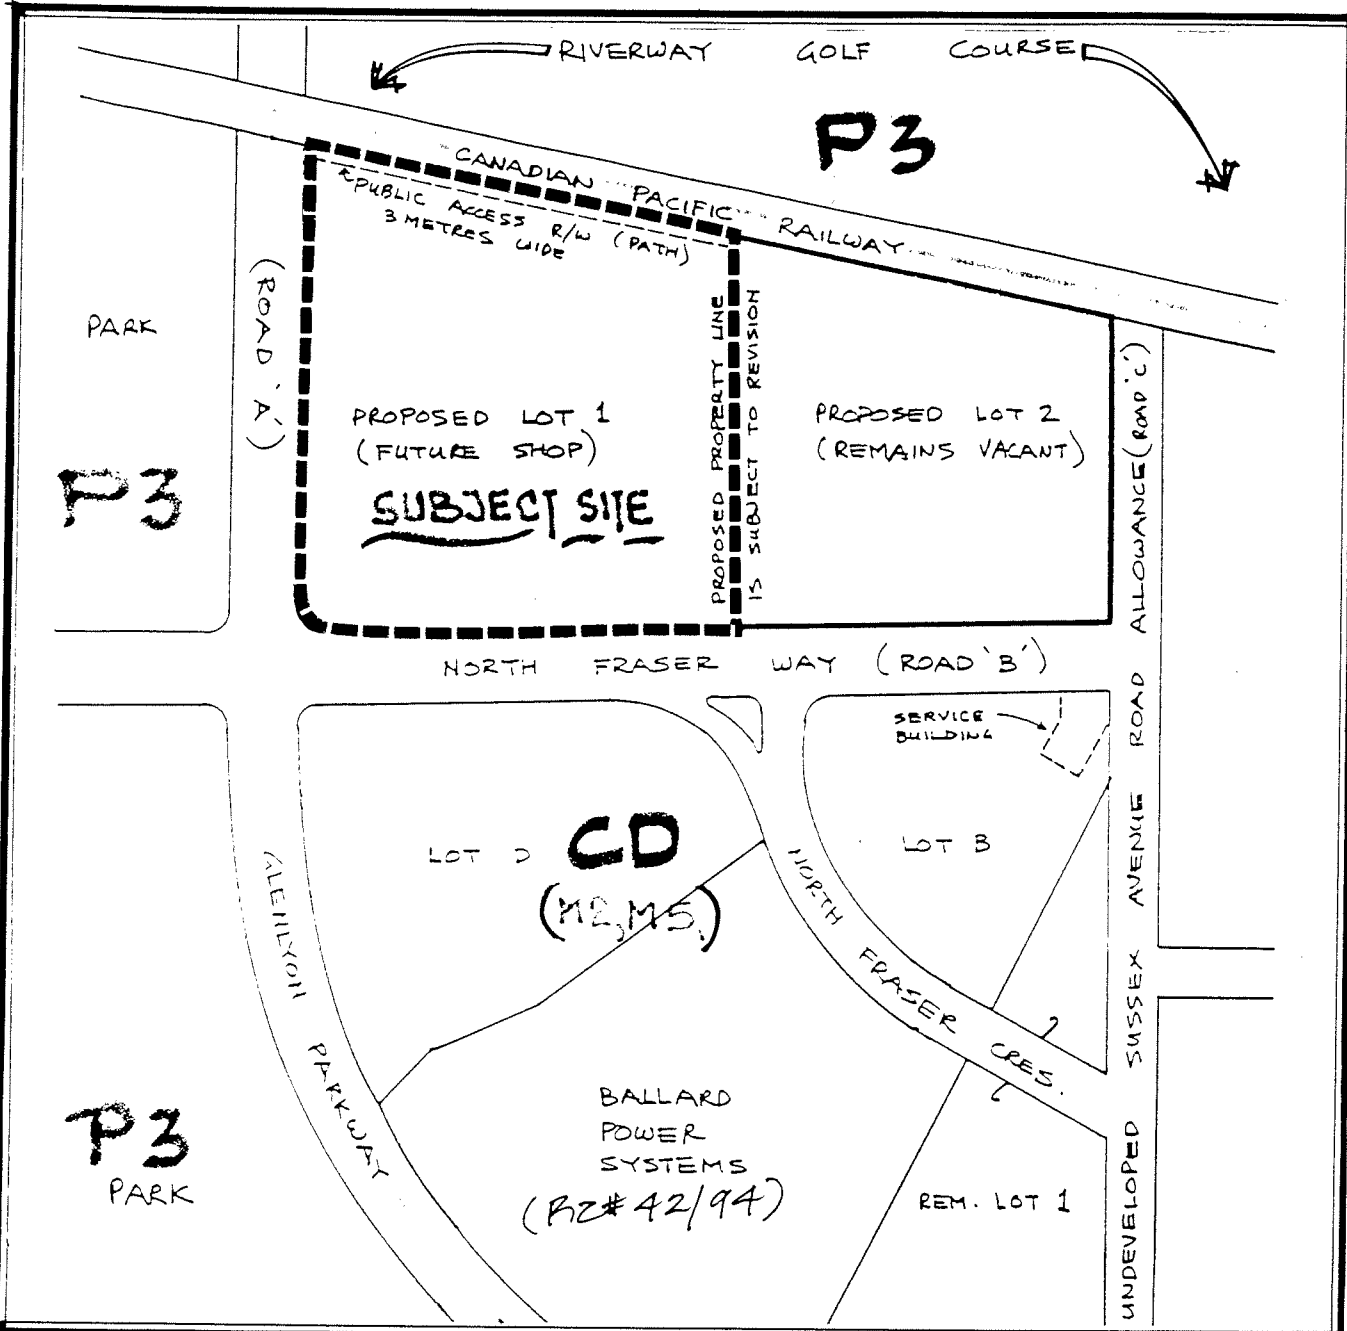 RIVERWAY GOLF COURSE
P3
CANADIAN PACIFIC RAILWAY
PUBLIC ACCESS R/W (PATH)
3 METRES WIDE
(ROAD 'A')
PARK
P3
PROPOSED LOT 1
(FUTURE SHOP)
SUBJECT SITE
PROPOSED PROPERTY LINE
IS SUBJECT TO REVISION
PROPOSED LOT 2
(REMAINS VACANT)
UNDEVELOPED SUSSEX AVENUE ROAD ALLOWANCE (ROAD 'C')
NORTH FRASER WAY (ROAD 'B')
SERVICE
BUILDING
LOT D
CD
(M2, M5)
LOT B
GLENLYON PARKWAY
NORTH FRASER CRES.
P3
PARK
BALLARD
POWER
SYSTEMS
(RZ# 42/94)
REM. LOT 1